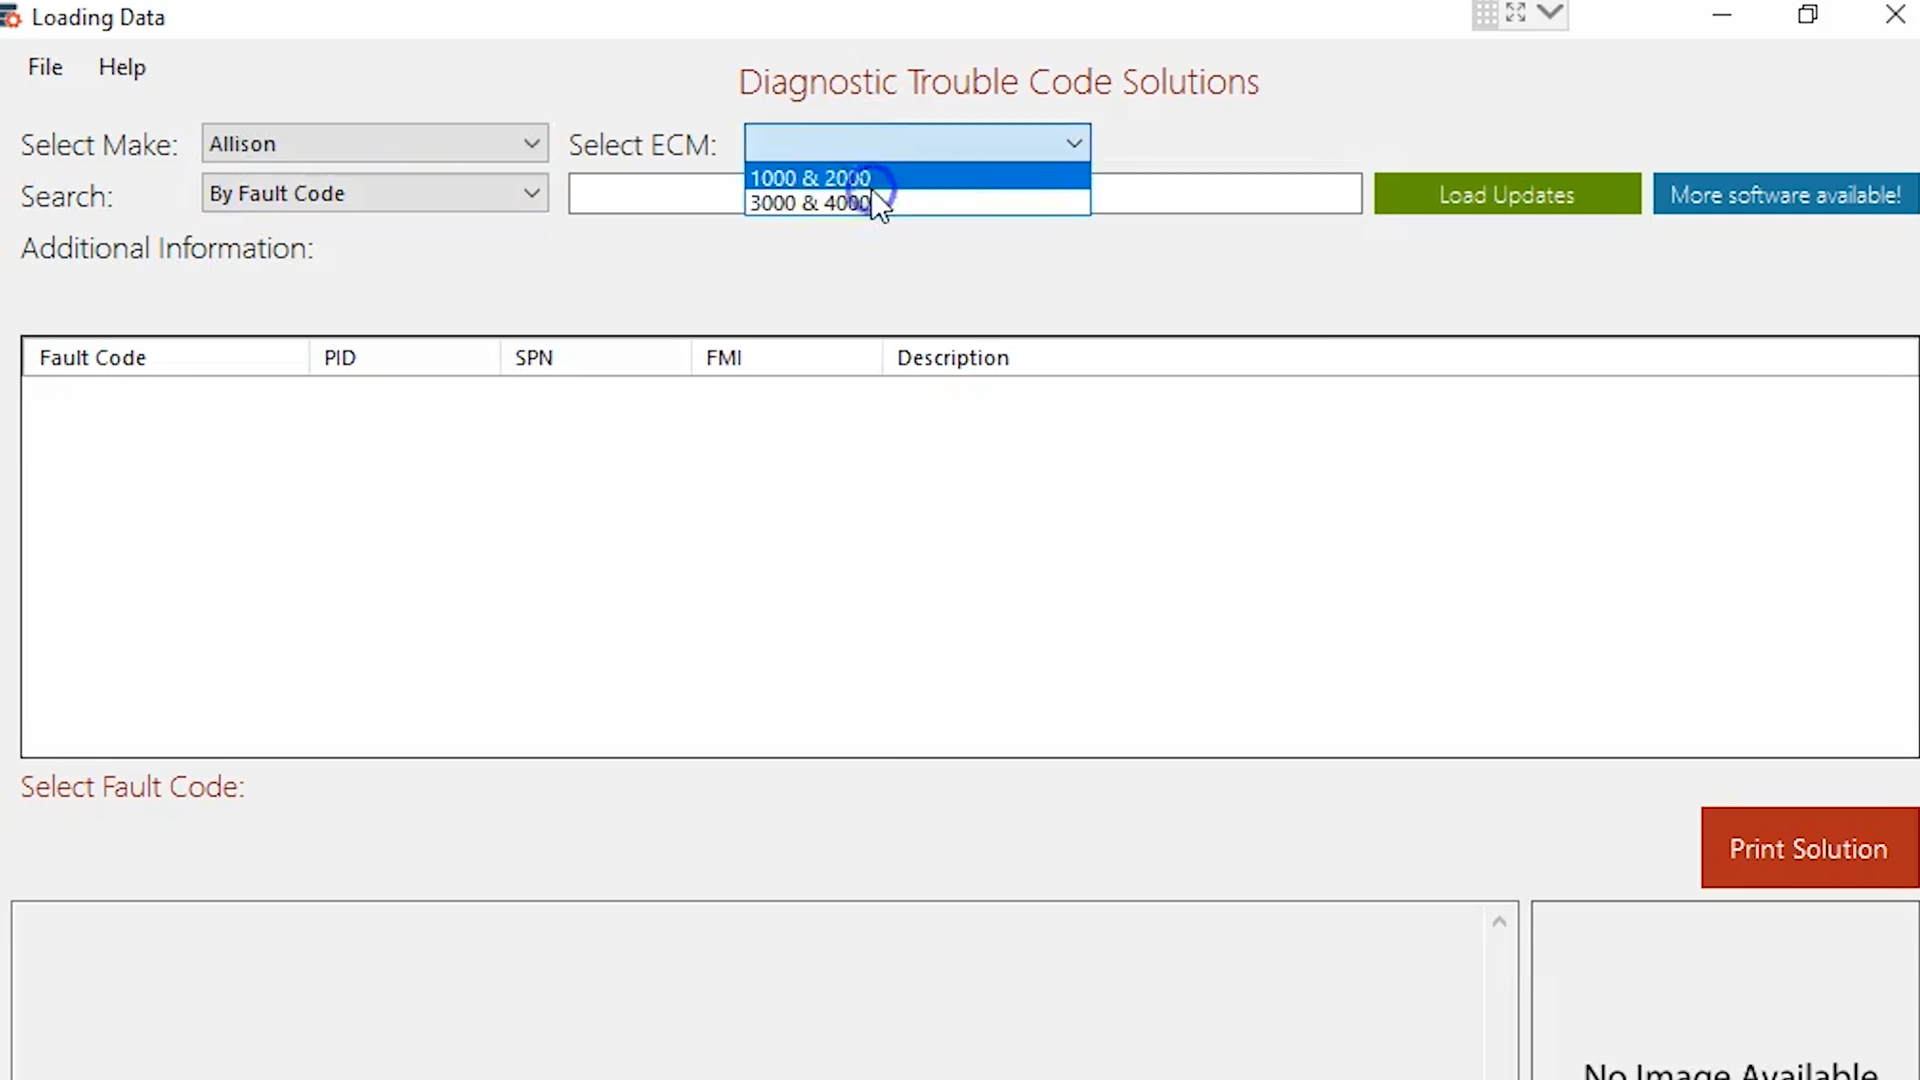 Loading Data
File Help
Diagnostic Trouble Code Solutions
Select Make: Allison Select ECM:
1000 & 2000
Search: By Fault Code 3000 & 4000 Load Updates More software available!
Additional Information:
Fault Code PID SPN FMI Description
Select Fault Code:
Print Solution
No Image Available